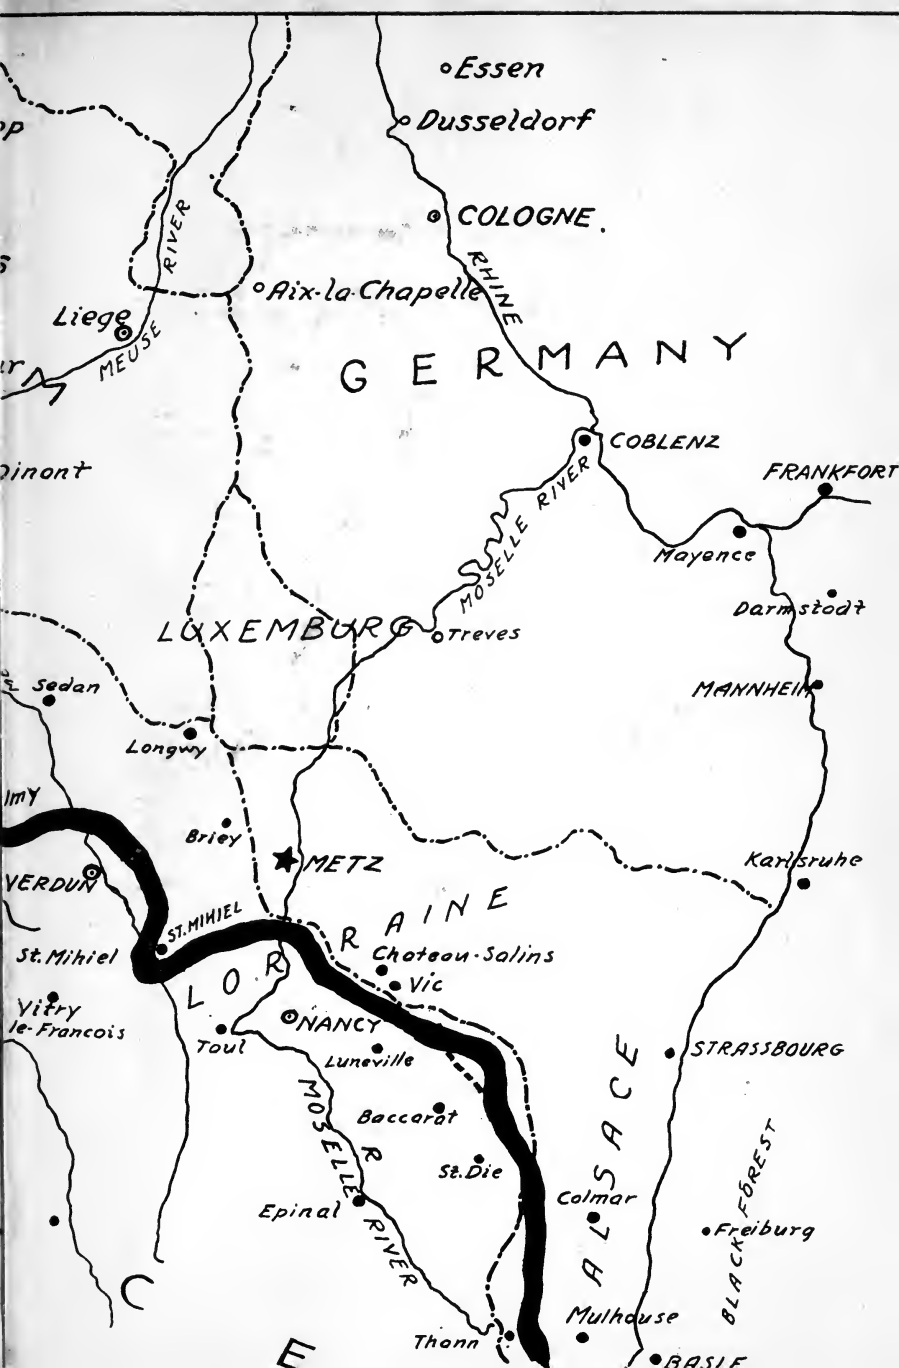 Essen
Dusseldorf
op
COLOGNE
RIVER
RHINE
Aix-la-Chapelle
Liege
MEUSE
GERMANY
COBLENZ
FRANKFORT
Dinont
MOSELLE RIVER
Mayence
Darmstadt
LUXEMBURG
Treves
Sedan
MANNHEIM
Longwy
Briey
METZ
Karlsruhe
VERDUN
ST. MIHIEL
LORRAINE
St. Mihiel
Chateau-Salins
Vic
Vitry
le-Francois
NANCY
Toul
Luneville
STRASSBOURG
ALSACE
Baccarat
MOSELLE RIVER
R
St. Die
Colmar
Epinal
Freiburg
BLACK FOREST
C
Mulhouse
Thann
E
BASLE